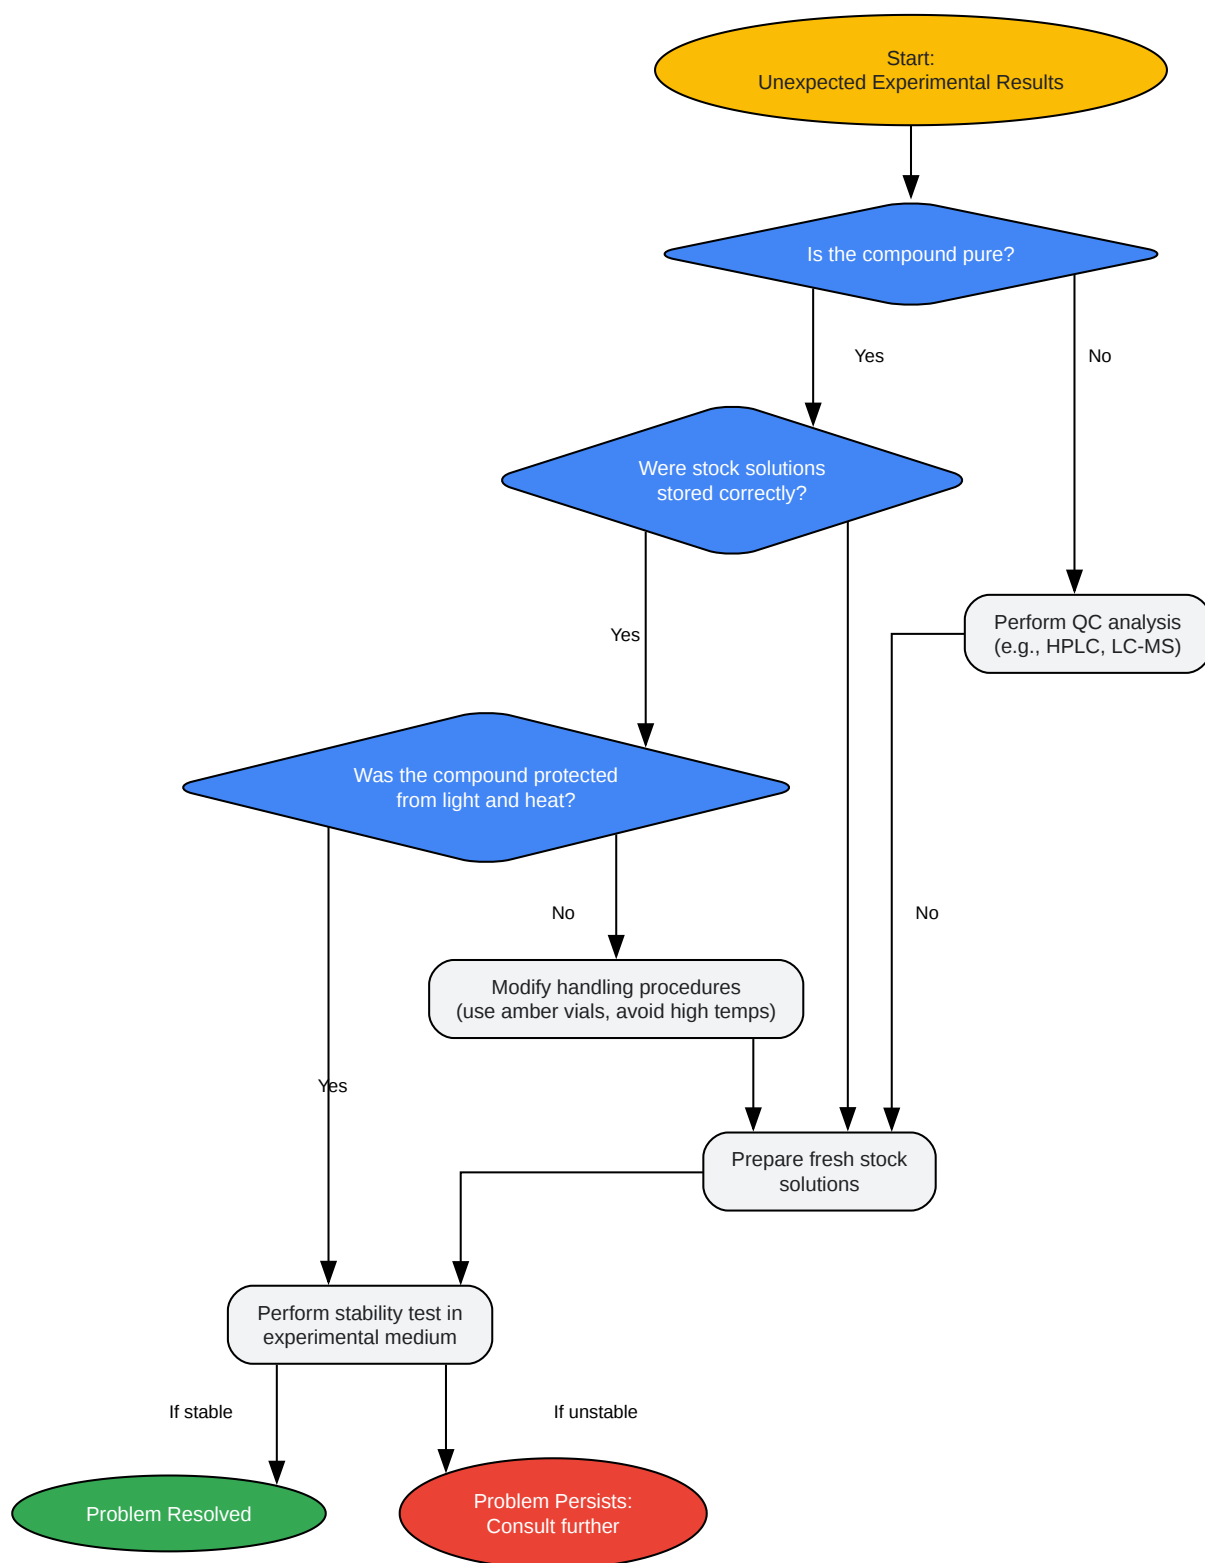 Start:
Unexpected Experimental Results
Is the compound pure?
Yes
No
Were stock solutions
stored correctly?
Yes
Perform QC analysis
(e.g., HPLC, LC-MS)
Was the compound protected
from light and heat?
No
No
Modify handling procedures
(use amber vials, avoid high temps)
Yes
Prepare fresh stock
solutions
Perform stability test in
experimental medium
If stable
If unstable
Problem Resolved
Problem Persists:
Consult further